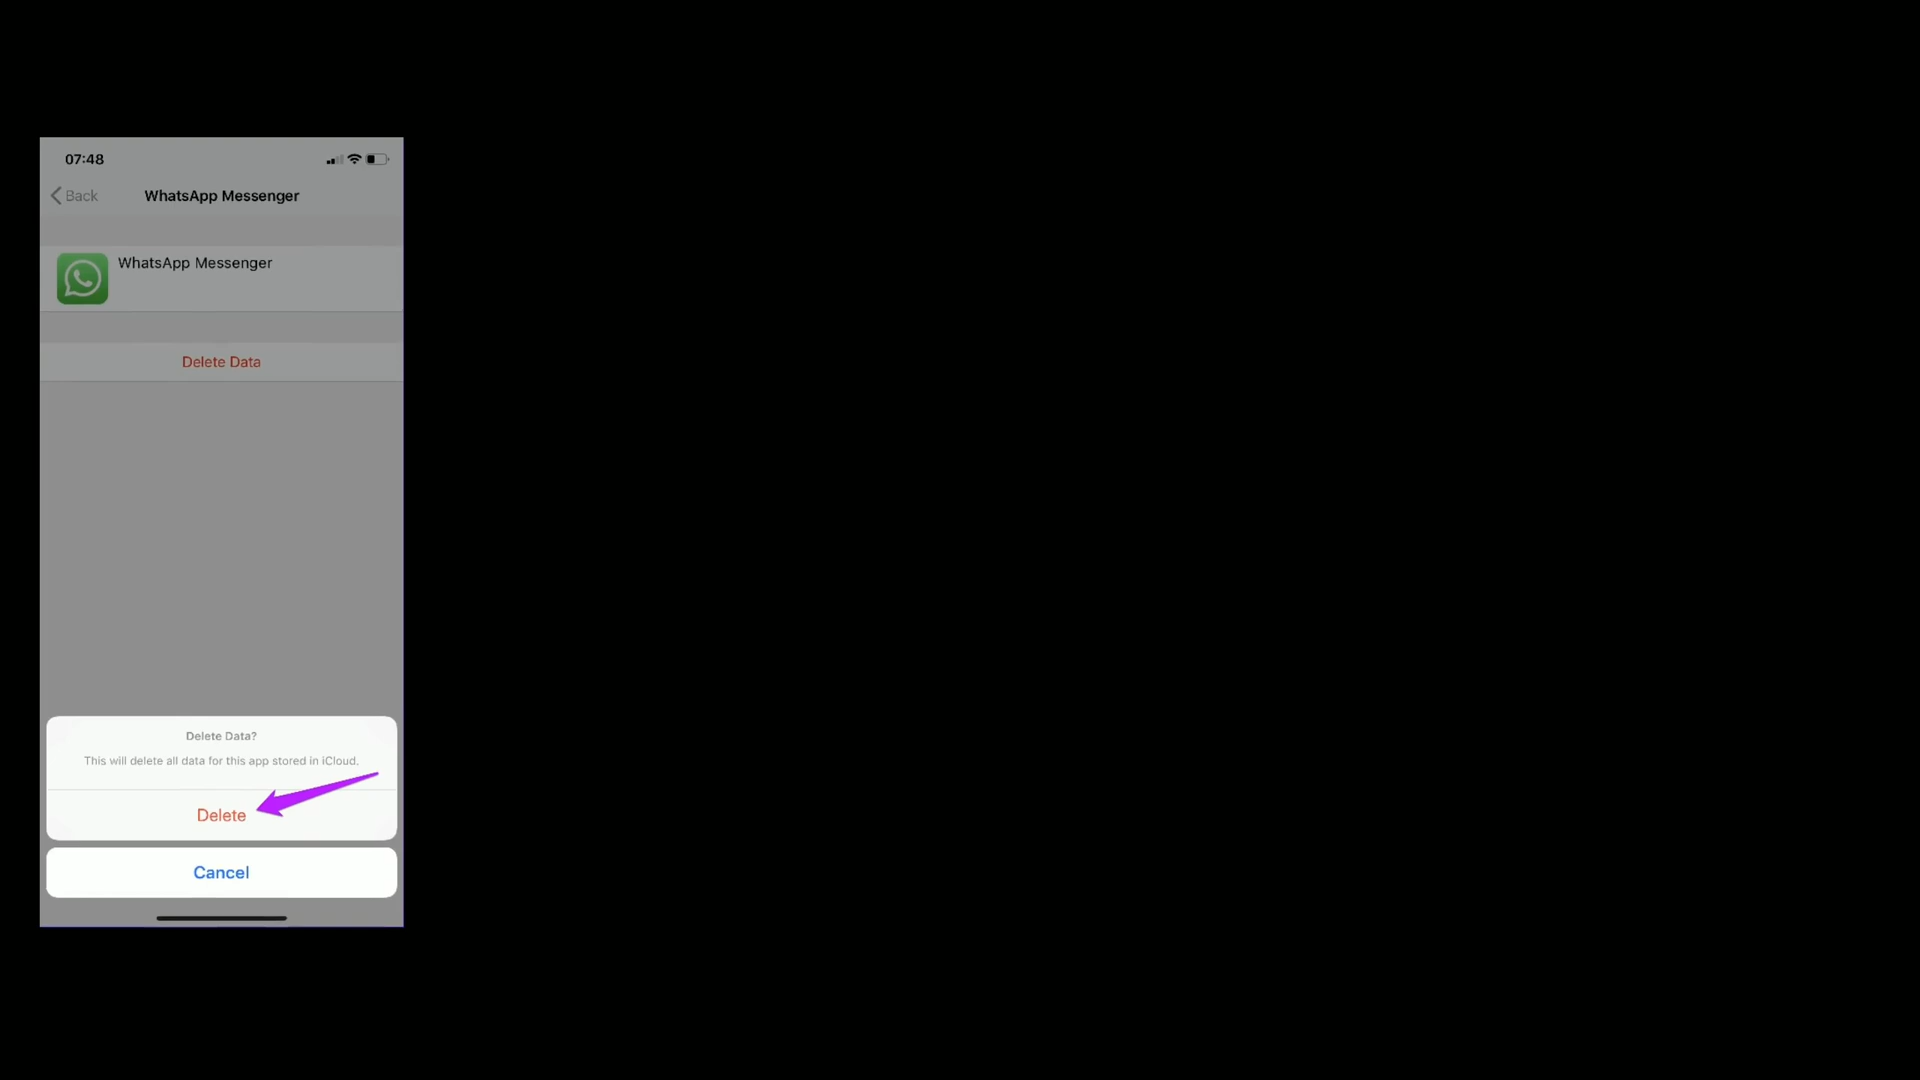 07:48
Back
WhatsApp Messenger
WhatsApp Messenger
Delete Data
Delete Data?
This will delete all data for this app stored in iCloud.
Delete
Cancel